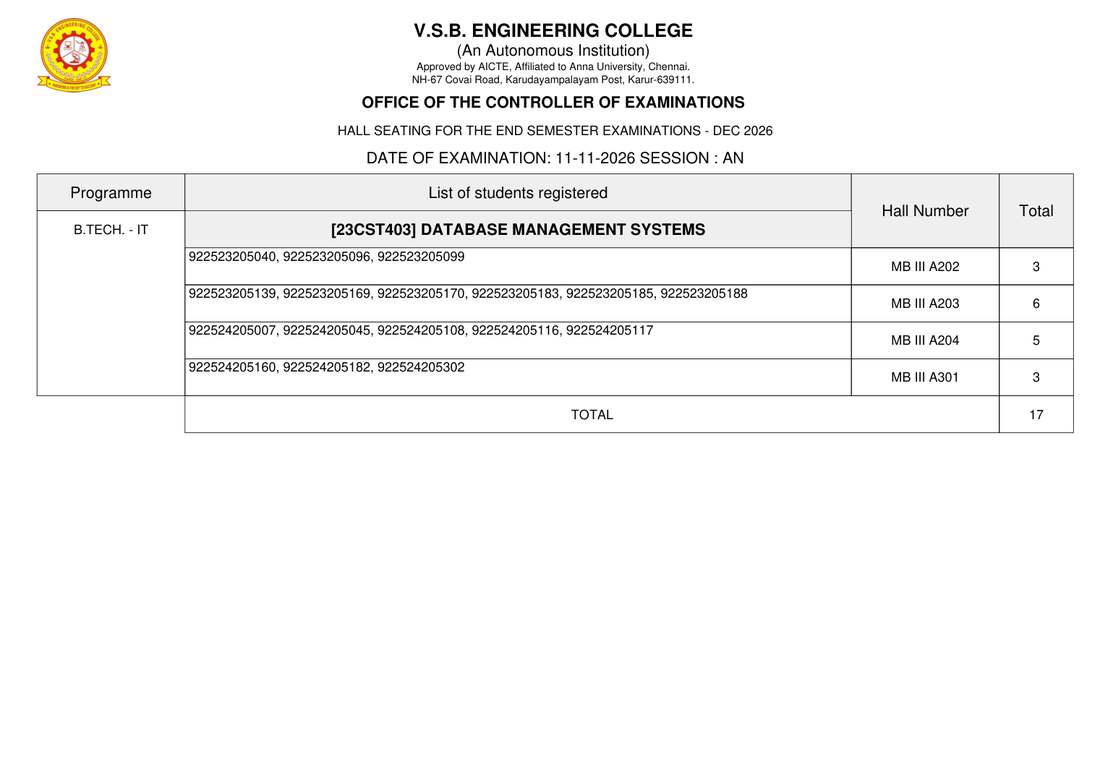 V.S.B. ENGINEERING COLLEGE
(An Autonomous Institution)
Approved by AICTE, Affiliated to Anna University, Chennai.
NH-67 Covai Road, Karudayampalayam Post, Karur-639111.
OFFICE OF THE CONTROLLER OF EXAMINATIONS
HALL SEATING FOR THE END SEMESTER EXAMINATIONS - DEC 2026
DATE OF EXAMINATION: 11-11-2026 SESSION : AN
Programme List of students registered Hall Number Total
B.TECH. - IT [23CST403] DATABASE MANAGEMENT SYSTEMS
922523205040, 922523205096, 922523205099 MB III A202 3
922523205139, 922523205169, 922523205170, 922523205183, 922523205185, 922523205188 MB III A203 6
922524205007, 922524205045, 922524205108, 922524205116, 922524205117 MB III A204 5
922524205160, 922524205182, 922524205302 MB III A301 3
TOTAL 17